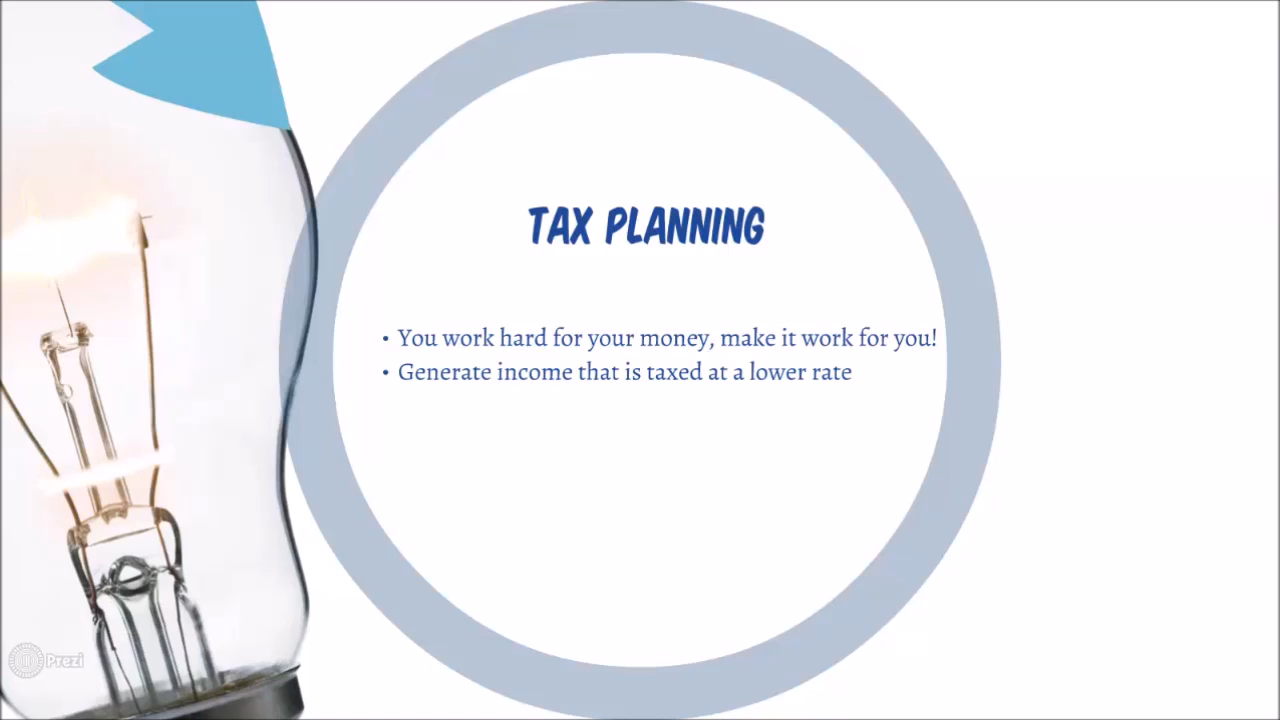 TAX PLANNING
• You work hard for your money, make it work for you!
• Generate income that is taxed at a lower rate
Prezi